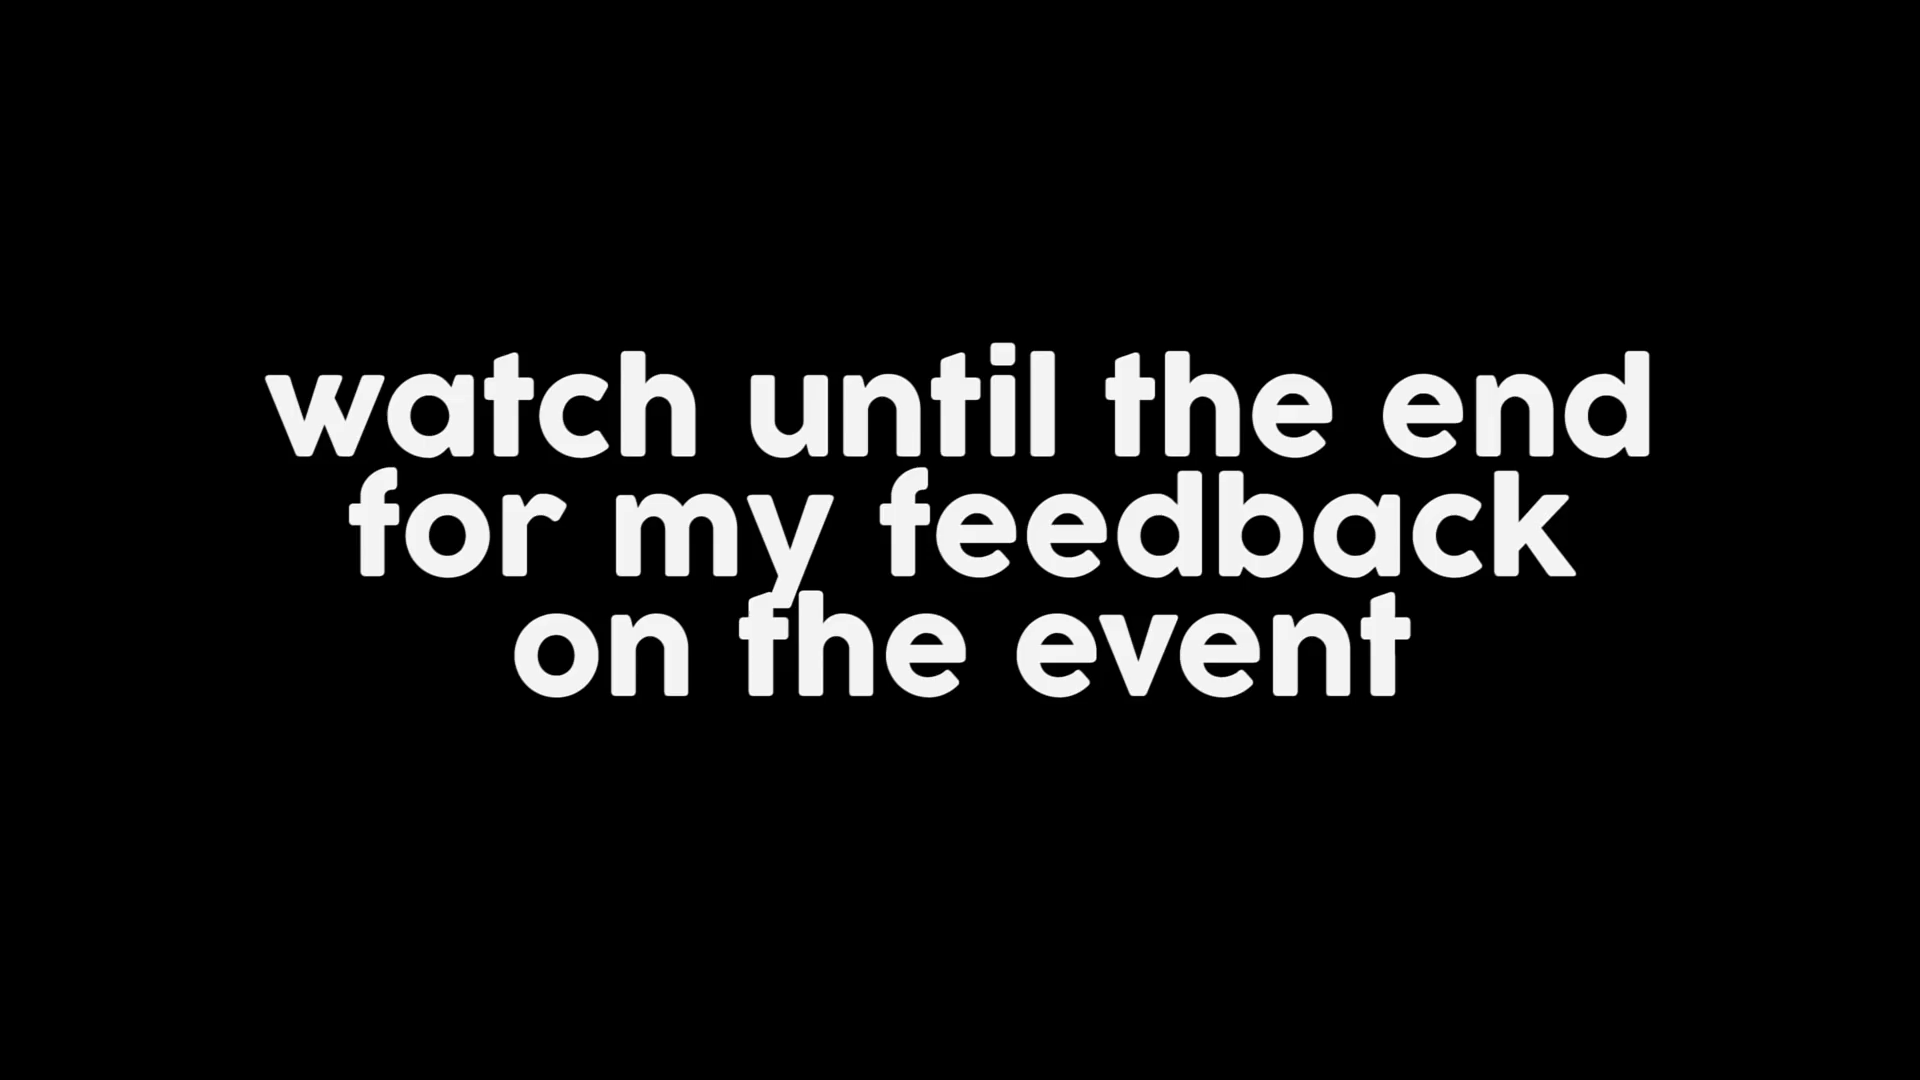 watch until the end
for my feedback
on the event